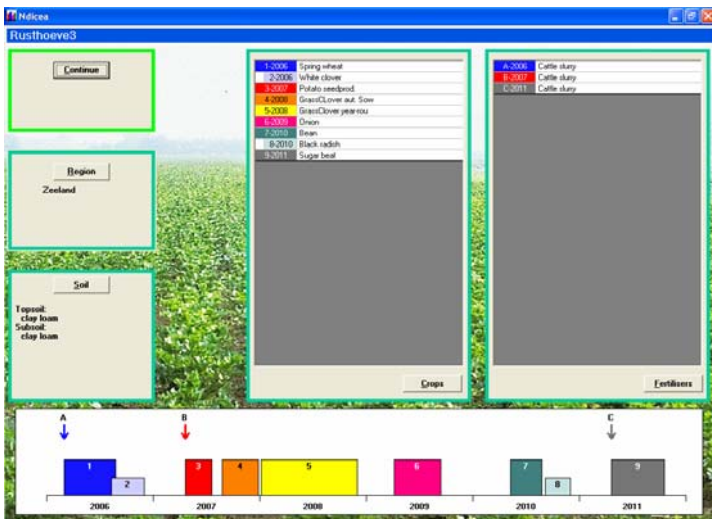 Ndicea
Rusthoeve3
Continue
Region
Zeeland
Soil
Topsoil:
clay loam
Subsoil:
clay loam
1-2006 Spring wheat
2-2006 White clover
3-2007 Potato seedprod.
4-2008 GrassCLover aut. Sow
5-2008 GrassClover year-rou
6-2009 Onion
7-2010 Bean
8-2010 Black radish
9-2011 Sugar beat
Crops
A-2006 Cattle slurry
B-2007 Cattle slurry
C-2011 Cattle slurry
Fertilisers
A B C
1 2 3 4 5 6 7 8 9
2006 2007 2008 2009 2010 2011